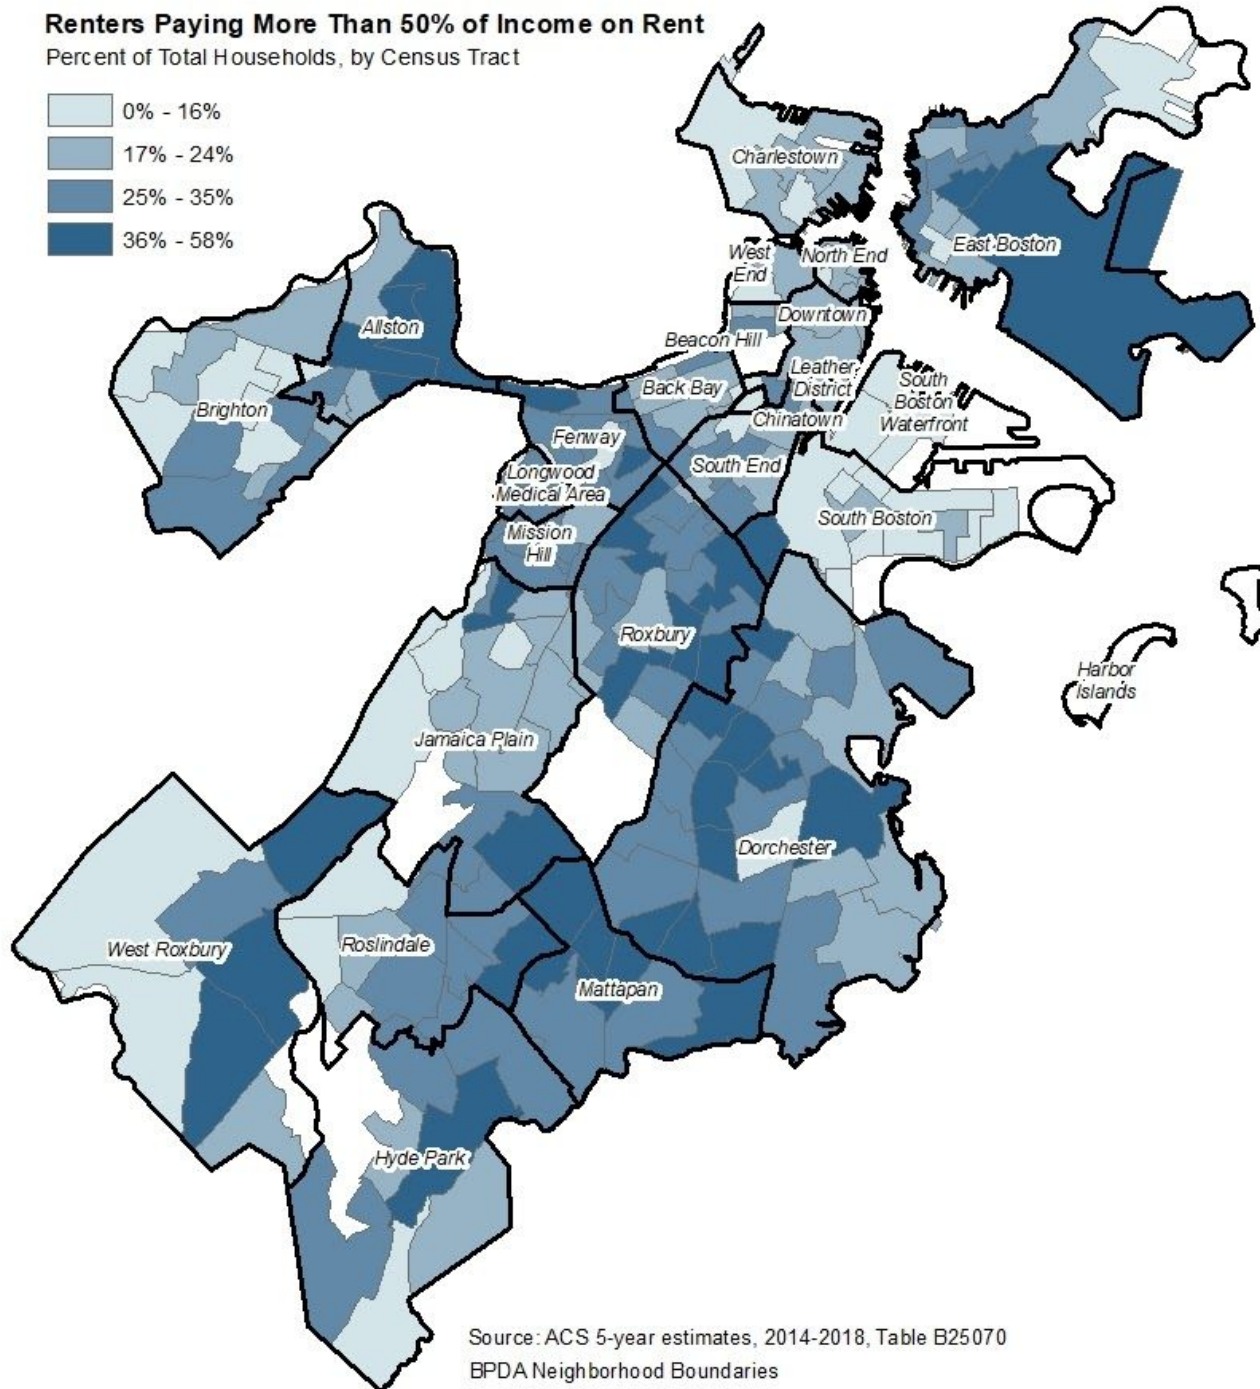 Renters Paying More Than 50% of Income on Rent
Percent of Total Households, by Census Tract
0% - 16%
17% - 24%
25% - 35%
36% - 58%
Charlestown
West
End
North End
East Boston
Downtown
Allston
Beacon Hill
Back Bay
Leather
District
South
Boston
Waterfront
Brighton
Chinatown
Fenway
South End
Longwood
Medical Area
South Boston
Mission
Hill
Roxbury
Harbor
Islands
Jamaica Plain
Dorchester
West Roxbury
Roslindale
Mattapan
Hyde Park
Source: ACS 5-year estimates, 2014-2018, Table B25070
BPDA Neighborhood Boundaries